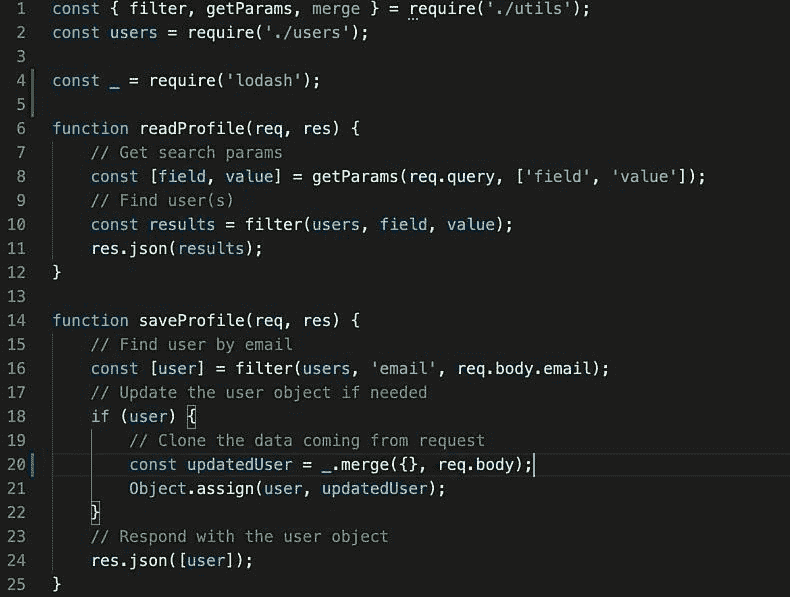 1 const { filter, getParams, merge } = require('./utils');
2 const users = require('./users');
3
4 const _ = require('lodash');
5
6 function readProfile(req, res) {
7 // Get search params
8 const [field, value] = getParams(req.query, ['field', 'value']);
9 // Find user(s)
10 const results = filter(users, field, value);
11 res.json(results);
12 }
13
14 function saveProfile(req, res) {
15 // Find user by email
16 const [user] = filter(users, 'email', req.body.email);
17 // Update the user object if needed
18 if (user) {
19 // Clone the data coming from request
20 const updatedUser = _.merge({}, req.body);
21 Object.assign(user, updatedUser);
22 }
23 // Respond with the user object
24 res.json([user]);
25 }